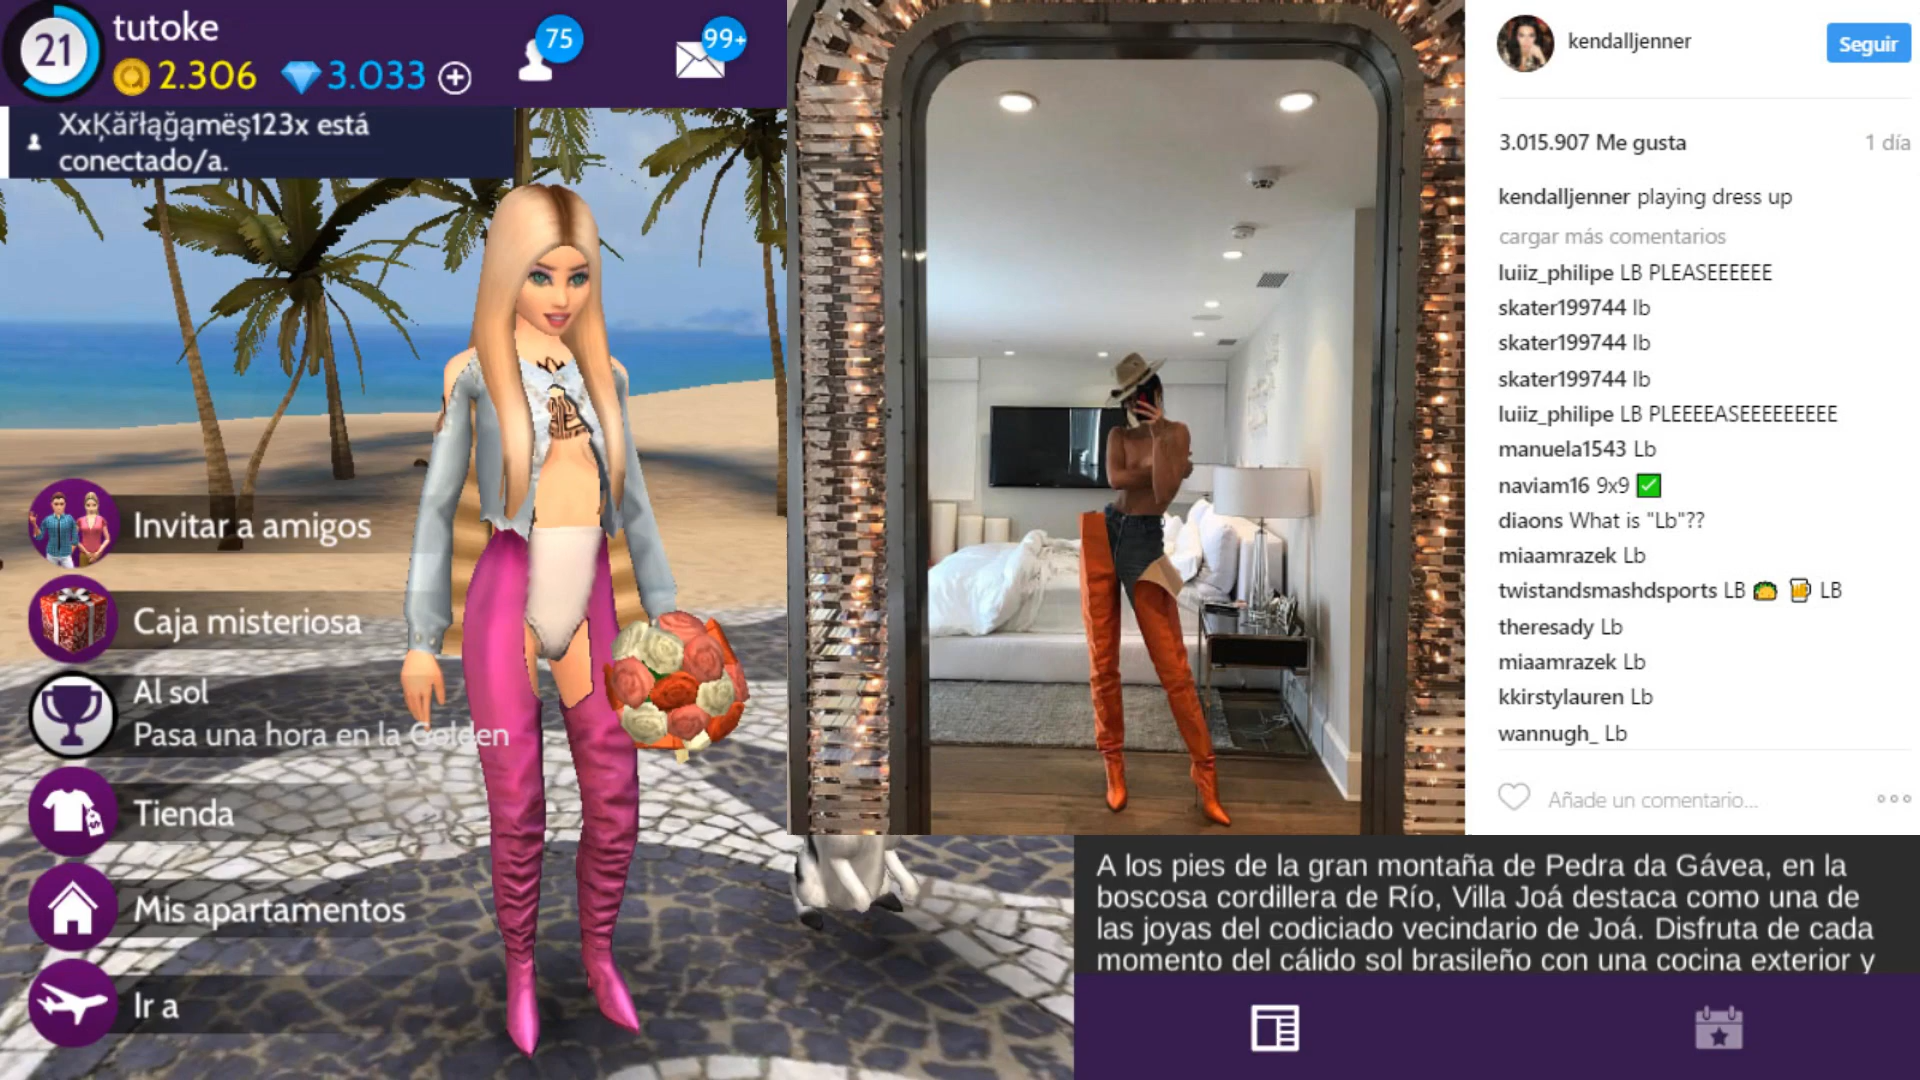 21
tutoke
2.306
3.033
75
99+
XxĶăřłąğąmëş123x está
conectado/a.
Invitar a amigos
Caja misteriosa
Al sol
Pasa una hora en la Golden
Tienda
Mis apartamentos
Ir a
kendalljenner
Seguir
3.015.907 Me gusta
1 día
kendalljenner playing dress up
cargar más comentarios
luiiz_philipe LB PLEASEEEEEE
skater199744 lb
skater199744 lb
skater199744 lb
luiiz_philipe LB PLEEEEASEEEEEEEEE
manuela1543 Lb
naviam16 9x9 ✅
diaons What is "Lb"??
miaamrazek Lb
twistandsmashdsports LB 🌮 🍺 LB
theresady Lb
miaamrazek Lb
kkirstylauren Lb
wannugh_ Lb
Añade un comentario...
A los pies de la gran montaña de Pedra da Gávea, en la
boscosa cordillera de Río, Villa Joá destaca como una de
las joyas del codiciado vecindario de Joá. Disfruta de cada
momento del cálido sol brasileño con una cocina exterior y